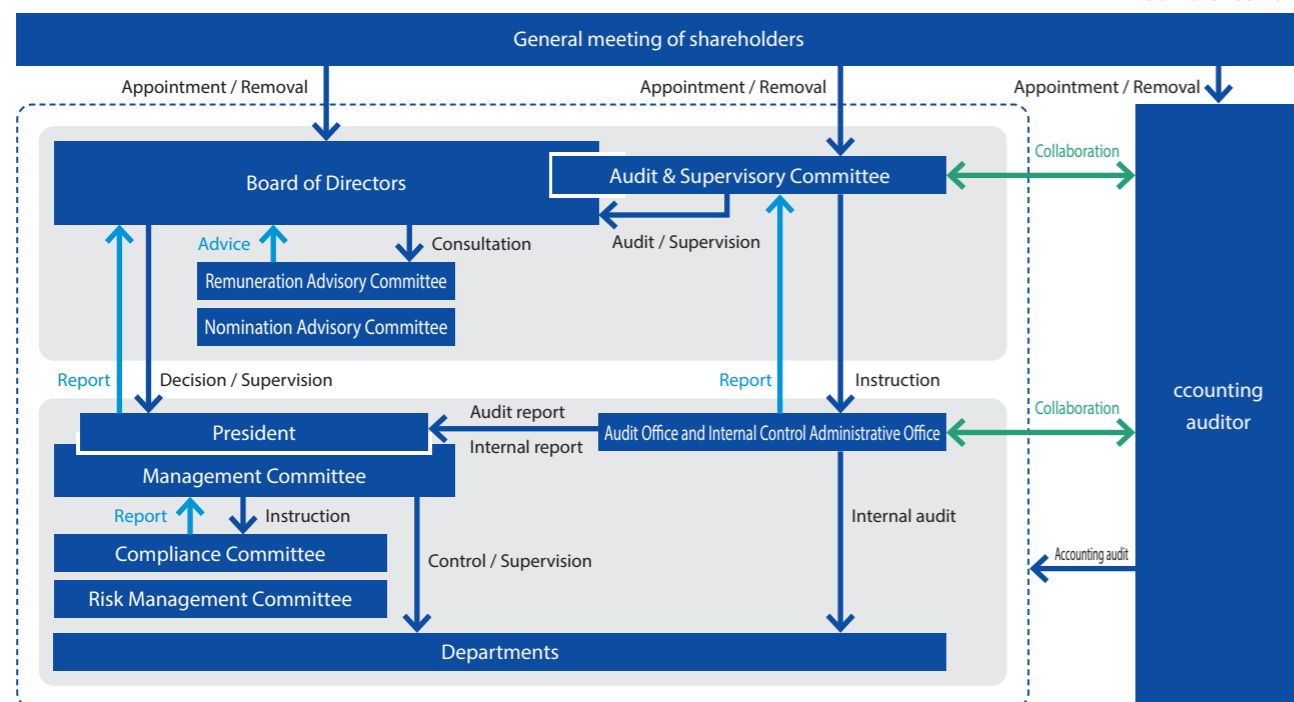 General meeting of shareholders
Appointment / Removal
Appointment / Removal
Appointment / Removal
Collaboration
Board of Directors
Audit & Supervisory Committee
Advice
Consultation
Audit / Supervision
Remuneration Advisory Committee
Nomination Advisory Committee
Report
Decision / Supervision
Report
Instruction
ccounting
auditor
Collaboration
Audit report
President
Audit Office and Internal Control Administrative Office
Internal report
Management Committee
Report
Instruction
Internal audit
Compliance Committee
Control / Supervision
Accounting audit
Risk Management Committee
Departments